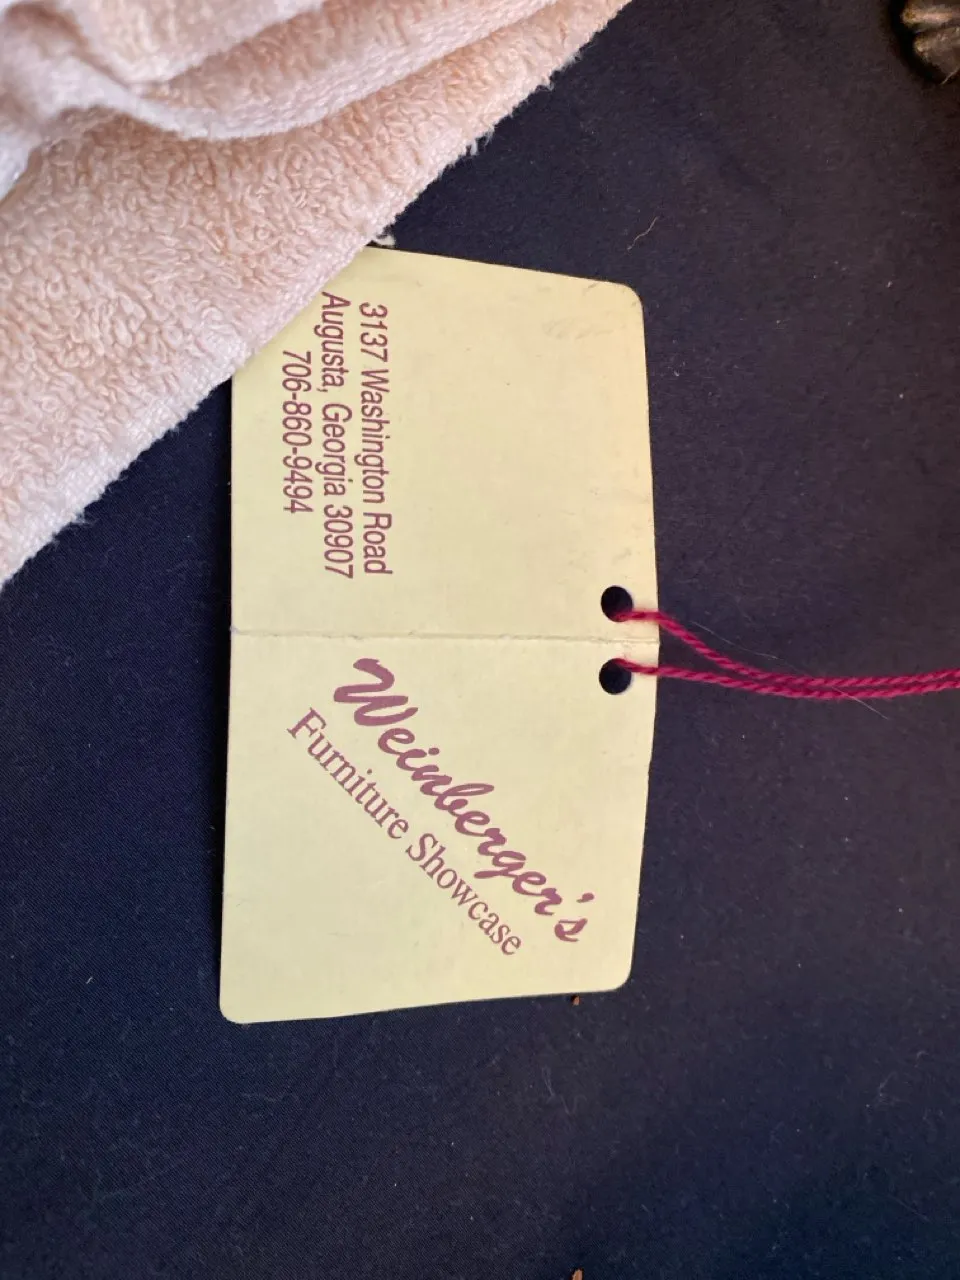 3137 Washington Road
Augusta, Georgia 30907
706-860-9494
Weinberger's
Furniture Showcase